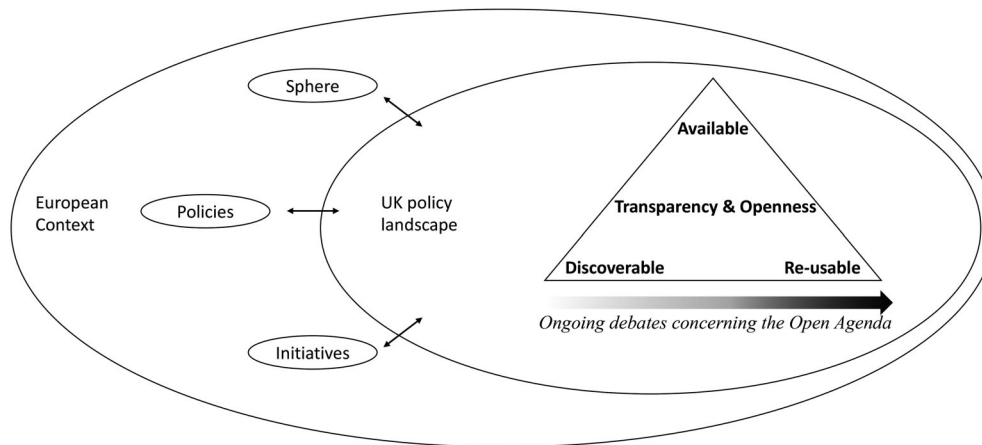 Sphere
European
Context
Policies
Initiatives
UK policy
landscape
Available
Transparency & Openness
Discoverable
Re-usable
Ongoing debates concerning the Open Agenda